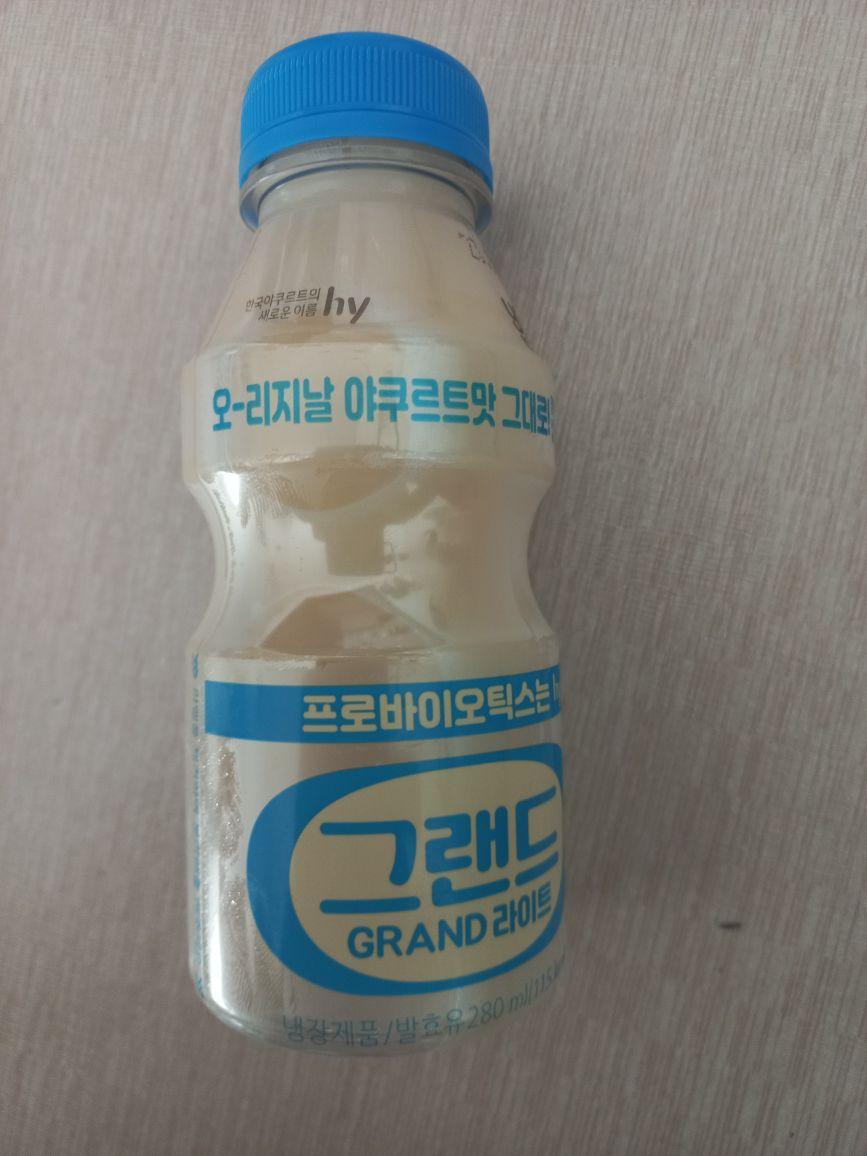 한국야쿠르트의
새로운 이름 hy
오-리지날 야쿠르트맛 그대로!
프로바이오틱스는
그랜드
GRAND 라이트
냉장제품/발효유 280 ml(115